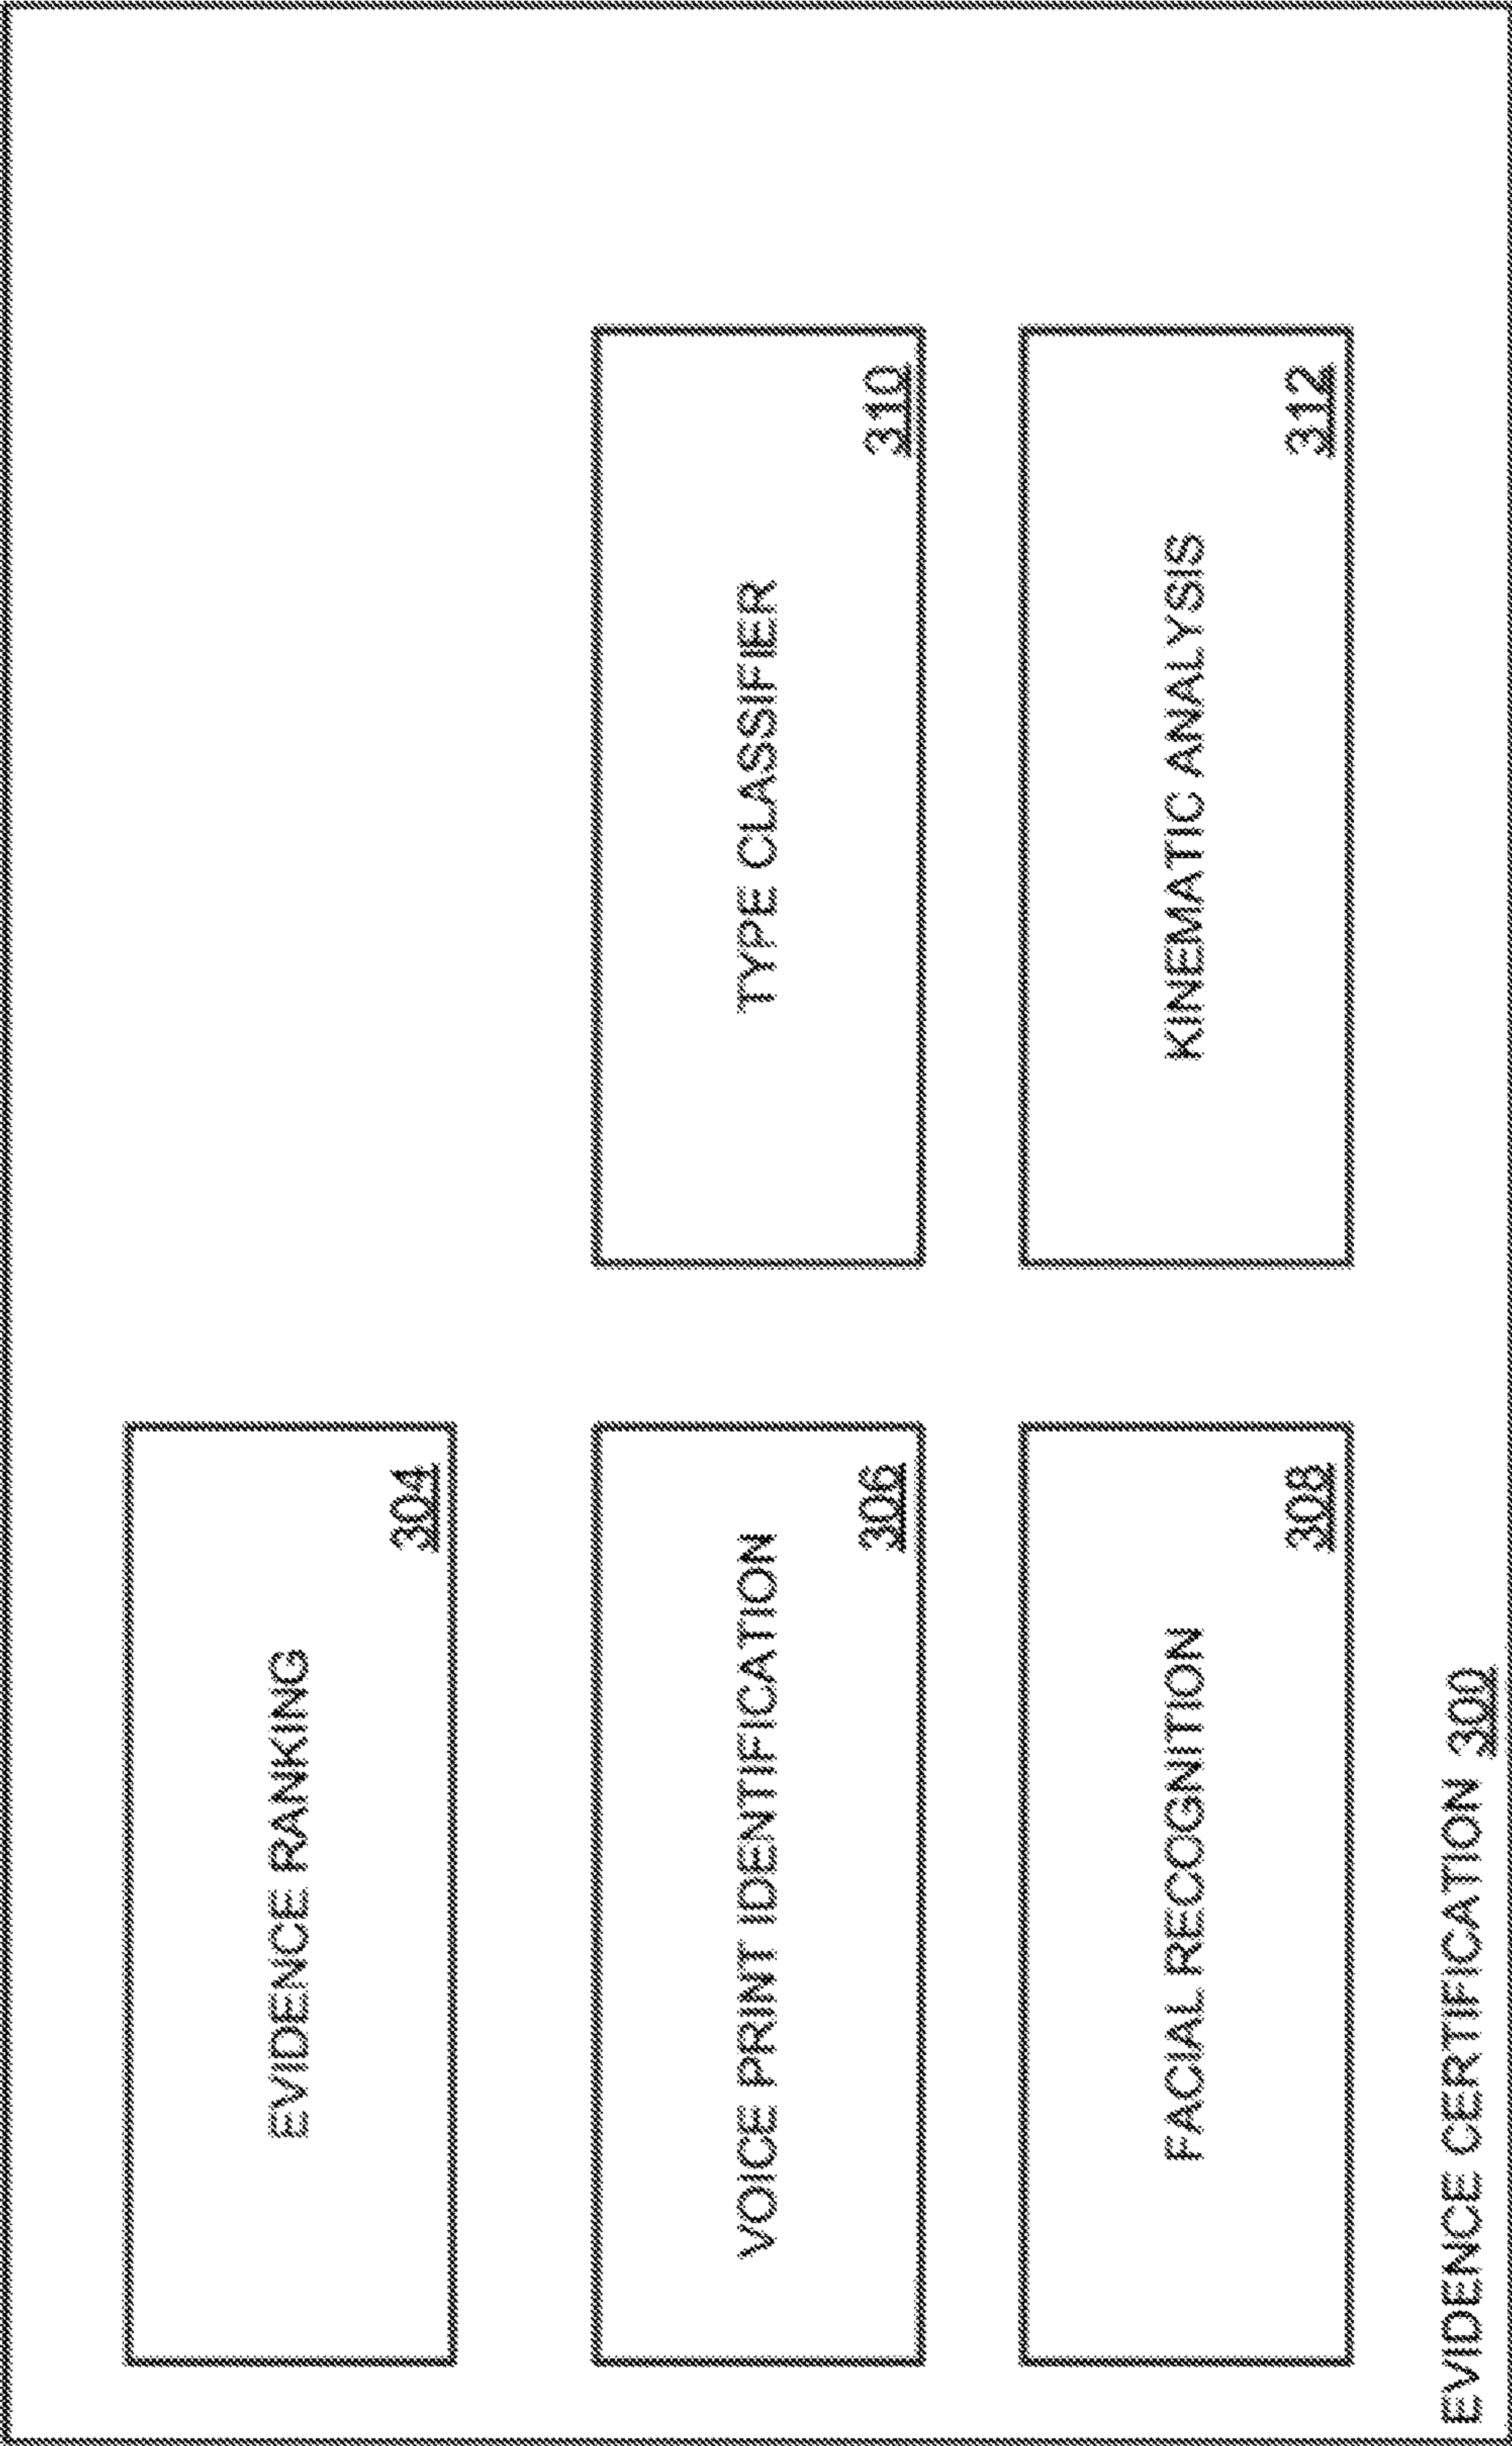 EVIDENCE RANKING
304
VOICE PRINT IDENTIFICATION
306
TYPE CLASSIFIER
310
FACIAL RECOGNITION
308
KINEMATIC ANALYSIS
312
EVIDENCE CERTIFICATION 300